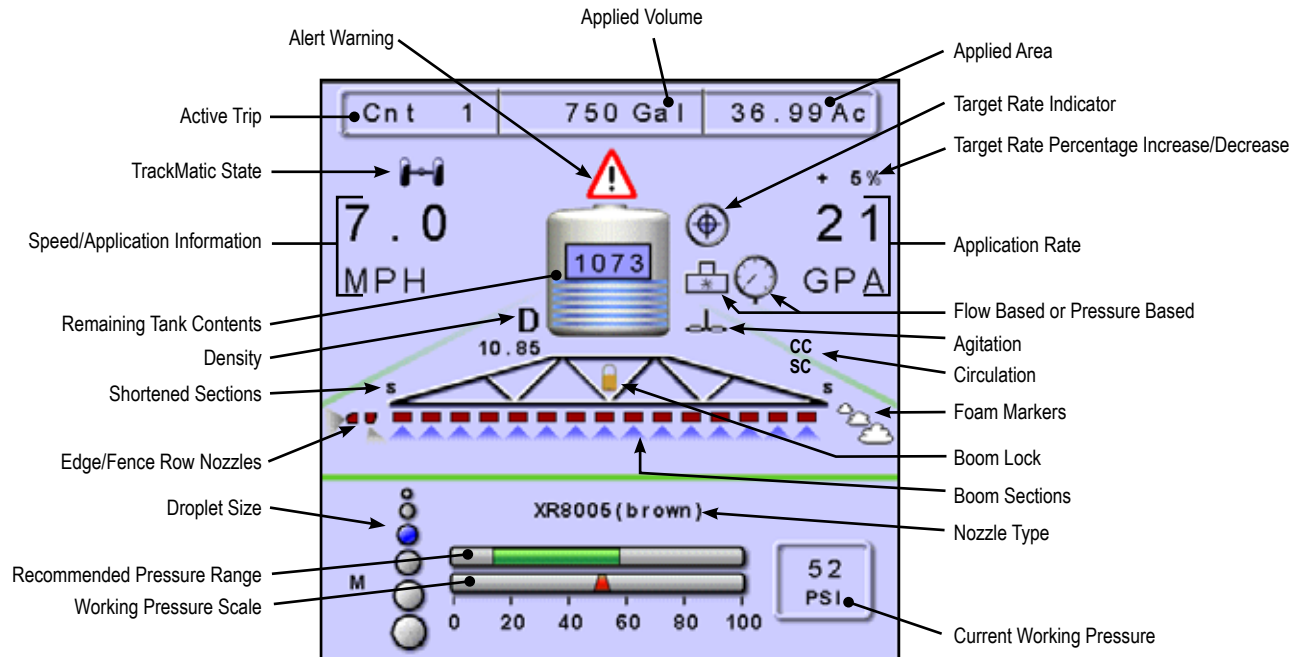 Applied Volume
Alert Warning
Applied Area
Active Trip
Cnt 1 750 Gal 36.99 Ac
Target Rate Indicator
TrackMatic State
+ 5%
Target Rate Percentage Increase/Decrease
Speed/Application Information
7.0
MPH
1073
21
GPA
Application Rate
Remaining Tank Contents
Flow Based or Pressure Based
Density
D
10.85
Agitation
CC
SC
Circulation
Shortened Sections
s
s
Foam Markers
Edge/Fence Row Nozzles
Boom Lock
Boom Sections
Droplet Size
XR8005(brown)
Nozzle Type
Recommended Pressure Range
M
Working Pressure Scale
0 20 40 60 80 100
52
PSI
Current Working Pressure